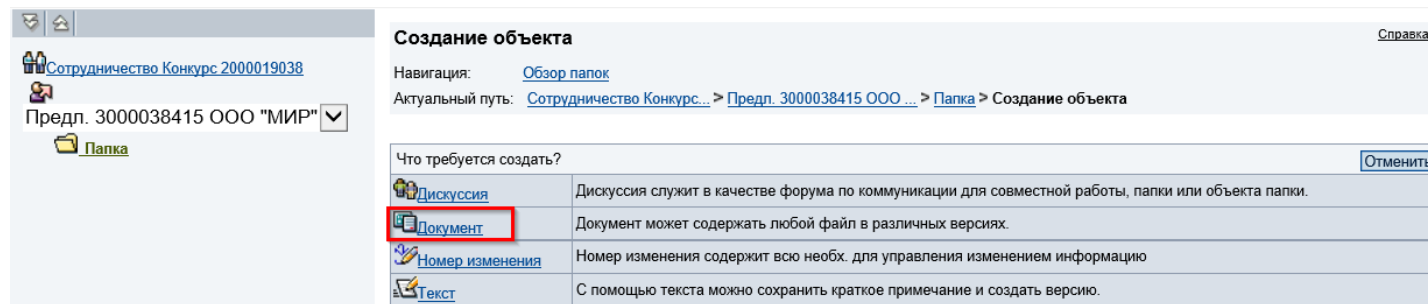 Сотрудничество Конкурс 2000019038
Предл. 3000038415 ООО "МИР"
Папка
Создание объекта
Справка
Навигация: Обзор папок
Актуальный путь: Сотрудничество Конкурс... > Предл. 3000038415 ООО ... > Папка > Создание объекта
Что требуется создать? Отменить
Дискуссия Дискуссия служит в качестве форума по коммуникации для совместной работы, папки или объекта папки.
Документ Документ может содержать любой файл в различных версиях.
Номер изменения Номер изменения содержит всю необх. для управления изменением информацию
Текст С помощью текста можно сохранить краткое примечание и создать версию.